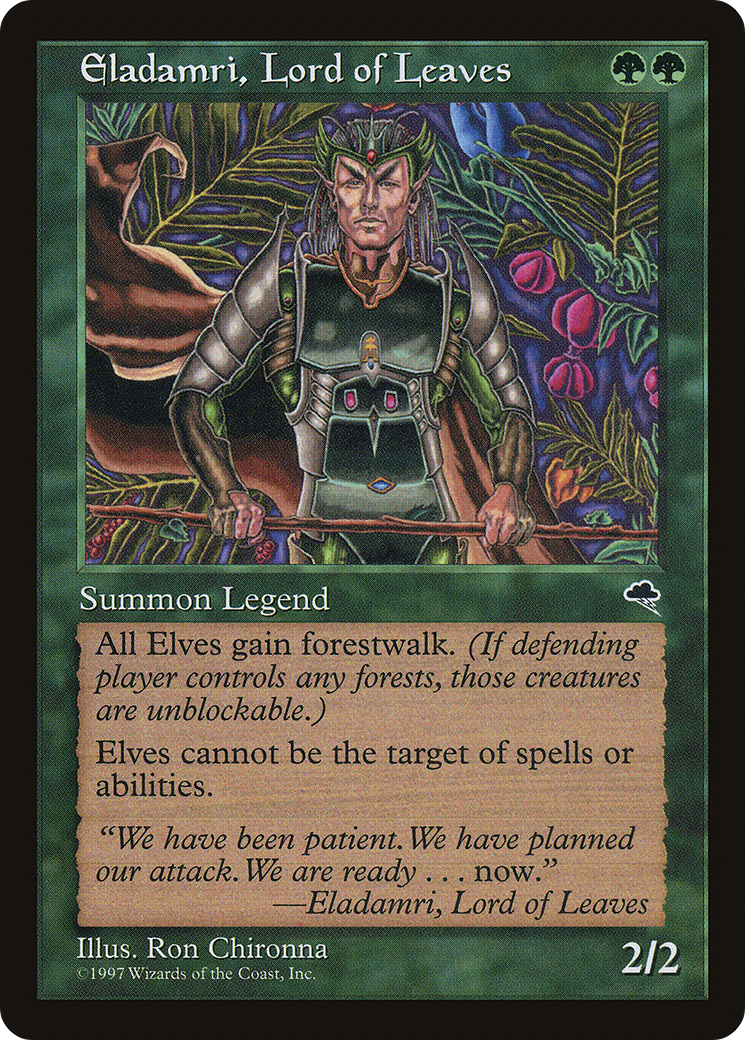 Eladamri, Lord of Leaves
Summon Legend
All Elves gain forestwalk. (If defending
player controls any forests, those creatures
are unblockable.)
Elves cannot be the target of spells or
abilities.
“We have been patient. We have planned
our attack. We are ready . . . now.”
—Eladamri, Lord of Leaves
Illus. Ron Chironna
©1997 Wizards of the Coast, Inc.
2/2